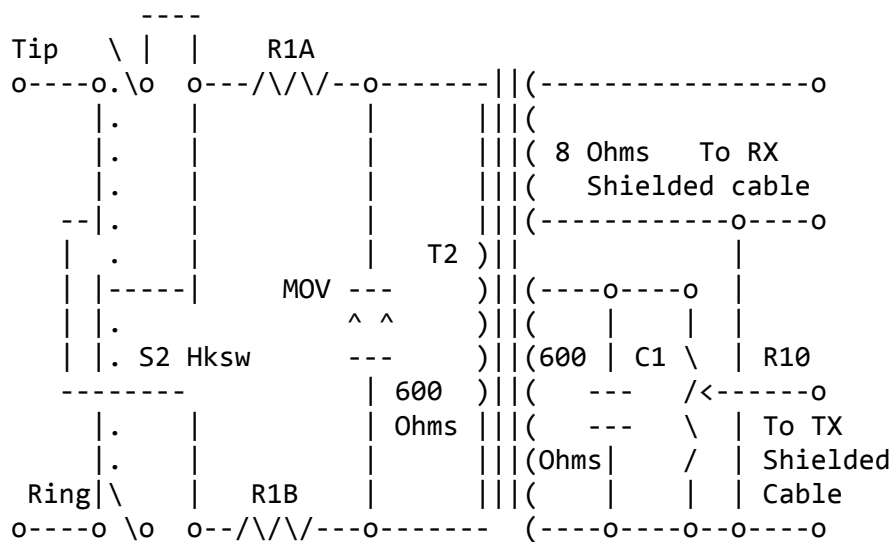 Tip R1A
8 Ohms To RX
Shielded cable
T2
MOV
S2 Hksw 600 C1 R10
600
Ohms To TX
Ohms Shielded
Ring R1B Cable